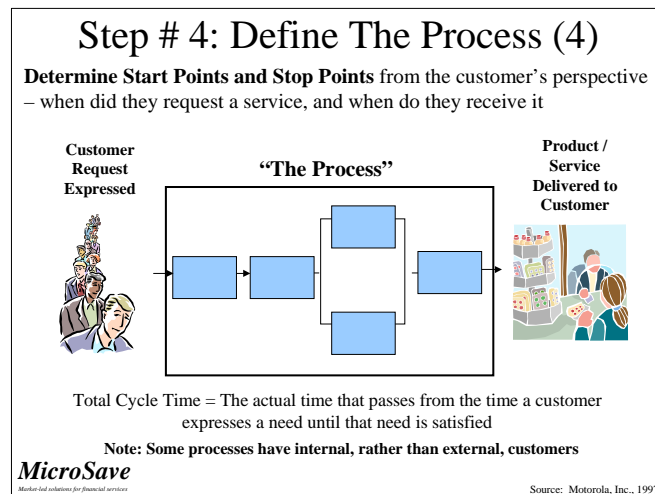 Step # 4: Define The Process (4)
Determine Start Points and Stop Points from the customer's perspective
– when did they request a service, and when do they receive it
Customer
Request
Expressed
"The Process"
Product /
Service
Delivered to
Customer
Total Cycle Time = The actual time that passes from the time a customer
expresses a need until that need is satisfied
Note: Some processes have internal, rather than external, customers
MicroSave
Market-led solutions for financial services
Source: Motorola, Inc., 1997